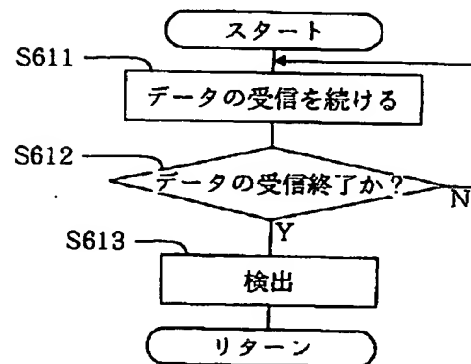 スタート
S611
データの受信を続ける
S612
データの受信終了か？
N
Y
S613
検出
リターン